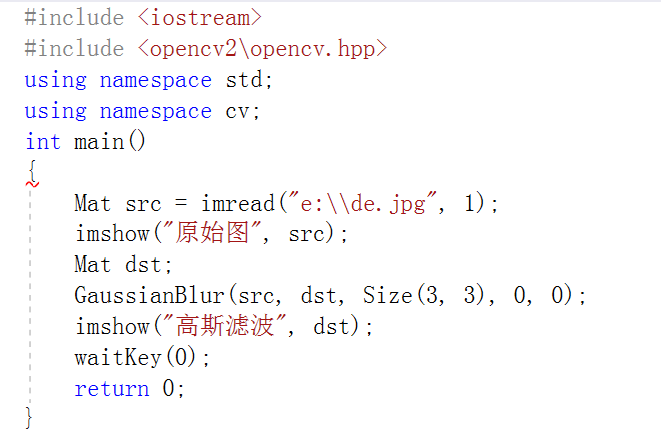 #include <iostream>
#include <opencv2\opencv.hpp>
using namespace std;
using namespace cv;
int main()
{
    Mat src = imread("e:\\de.jpg", 1);
    imshow("原始图", src);
    Mat dst;
    GaussianBlur(src, dst, Size(3, 3), 0, 0);
    imshow("高斯滤波", dst);
    waitKey(0);
    return 0;
}